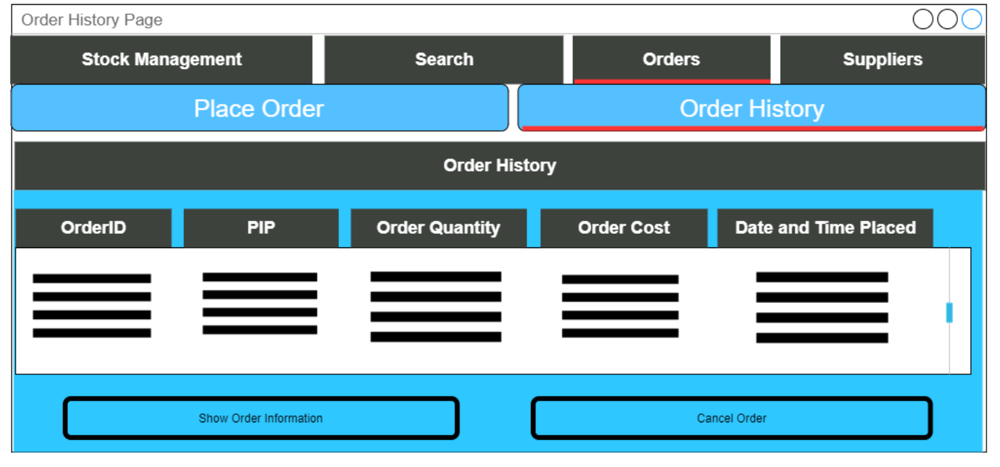 Order History Page
Stock Management Search Orders Suppliers
Place Order Order History
Order History
OrderID PIP Order Quantity Order Cost Date and Time Placed
Show Order Information Cancel Order